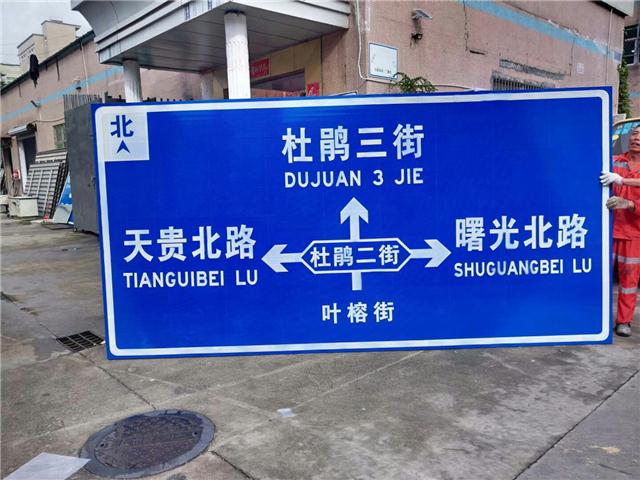 北
杜鹃三街
DUJUAN 3 JIE
天贵北路
TIANGUIBEI LU
杜鹃二街
曙光北路
SHUGUANGBEI LU
叶榕街